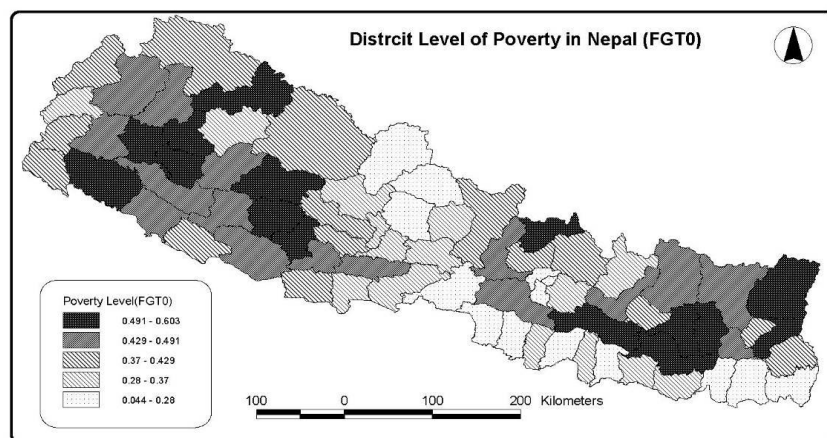 Distrcit Level of Poverty in Nepal (FGT0)
Poverty Level(FGT0)
0.491 - 0.603
0.429 - 0.491
0.37 - 0.429
0.28 - 0.37
0.044 - 0.28
100 0 100 200 Kilometers